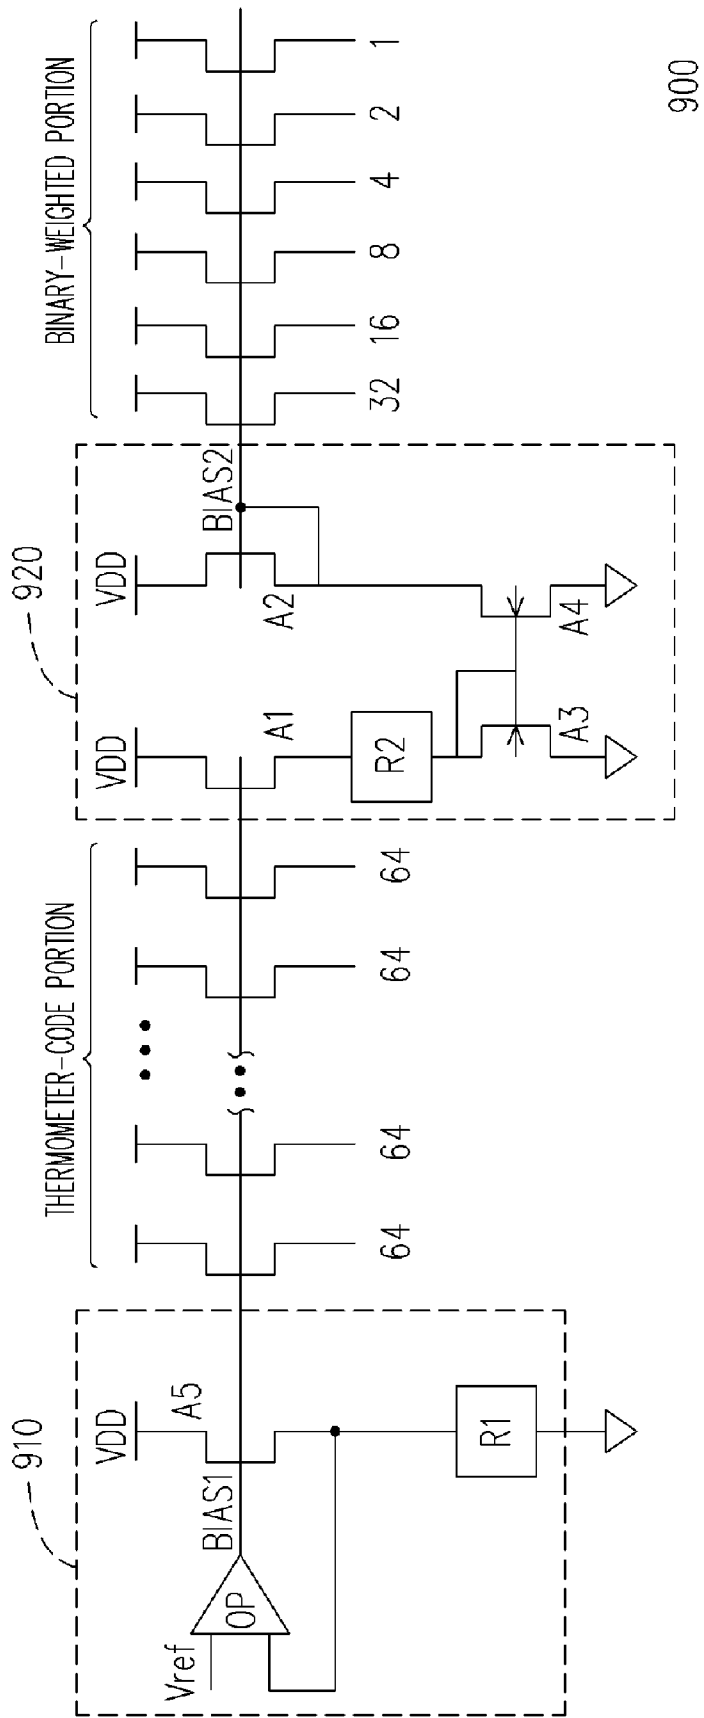 910
920
THERMOMETER-CODE PORTION
BINARY-WEIGHTED PORTION
VDD
VDD
VDD
A5
Vref
OP
BIAS1
BIAS2
A1
A2
R1
R2
A3
A4
64
64
64
64
32
16
8
4
2
1
900